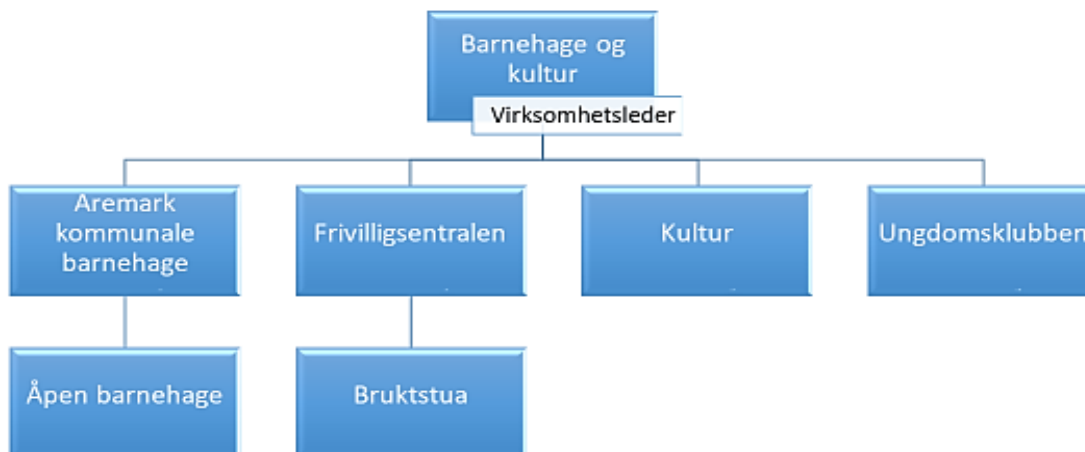 Barnehage og
kultur
Virksomhetsleder
Aremark
kommunale
barnehage
Frivilligsentralen
Kultur
Ungdomsklubben
Åpen barnehage
Bruktstua